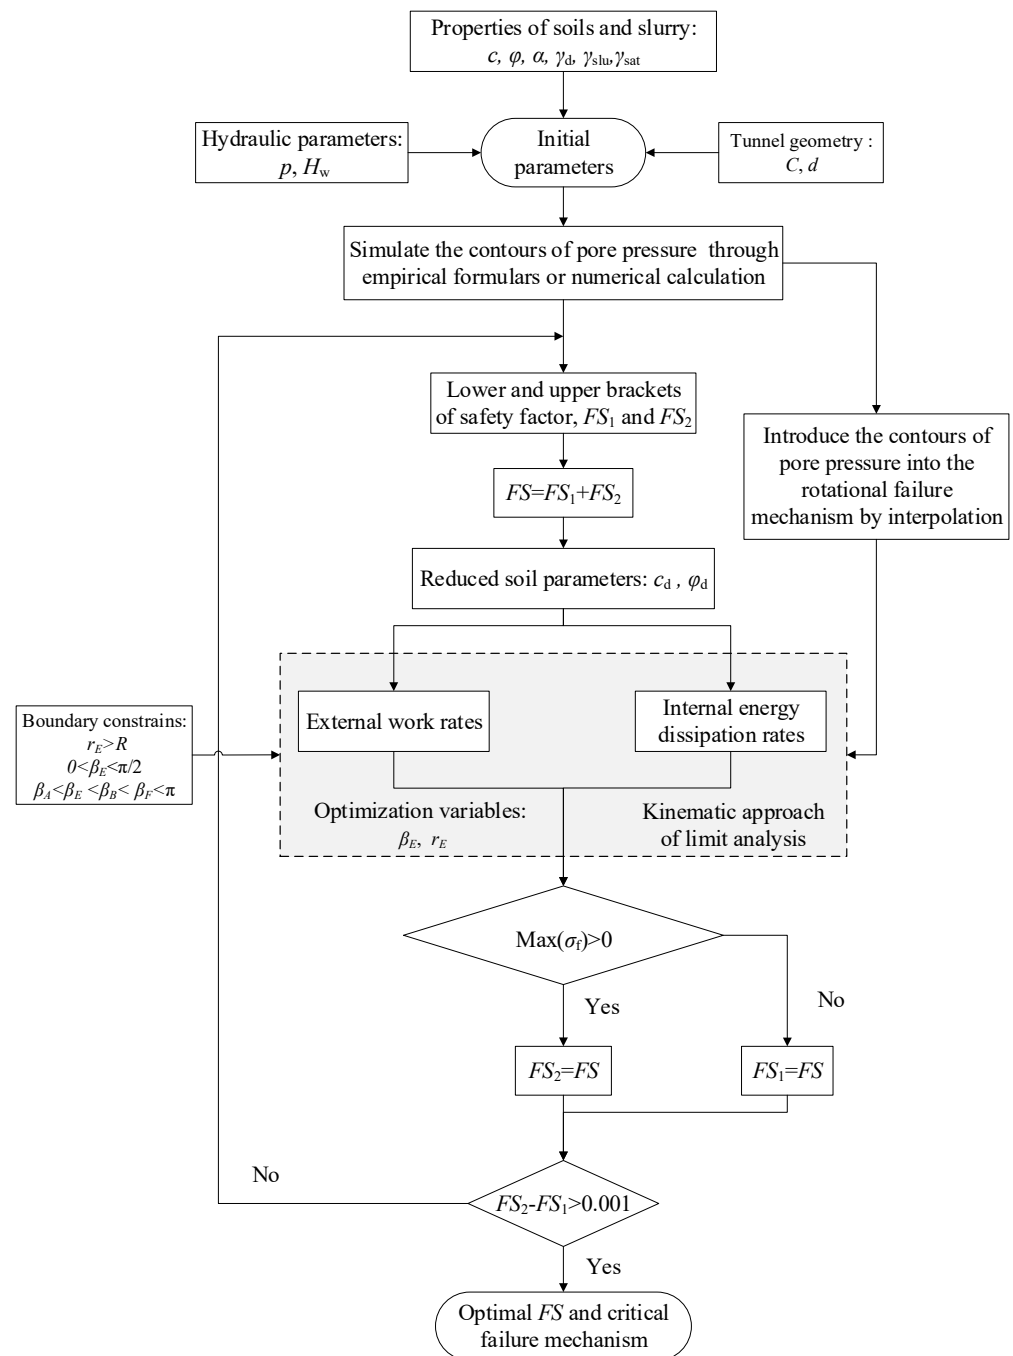 Properties of soils and slurry:
c, φ, α, γd, γslu,γsat
Hydraulic parameters:
p, Hw
Initial
parameters
Tunnel geometry :
C, d
Simulate the contours of pore pressure through
empirical formulars or numerical calculation
Lower and upper brackets
of safety factor, FS1 and FS2
Introduce the contours of
pore pressure into the
rotational failure
mechanism by interpolation
FS=FS1+FS2
Reduced soil parameters: cd , φd
Boundary constrains:
rE>R
0<βE<π/2
βA<βE <βB< βF<π
External work rates
Internal energy
dissipation rates
Optimization variables:
βE, rE
Kinematic approach
of limit analysis
Max(σf)>0
Yes
No
FS2=FS
FS1=FS
No
FS2-FS1>0.001
Yes
Optimal FS and critical
failure mechanism